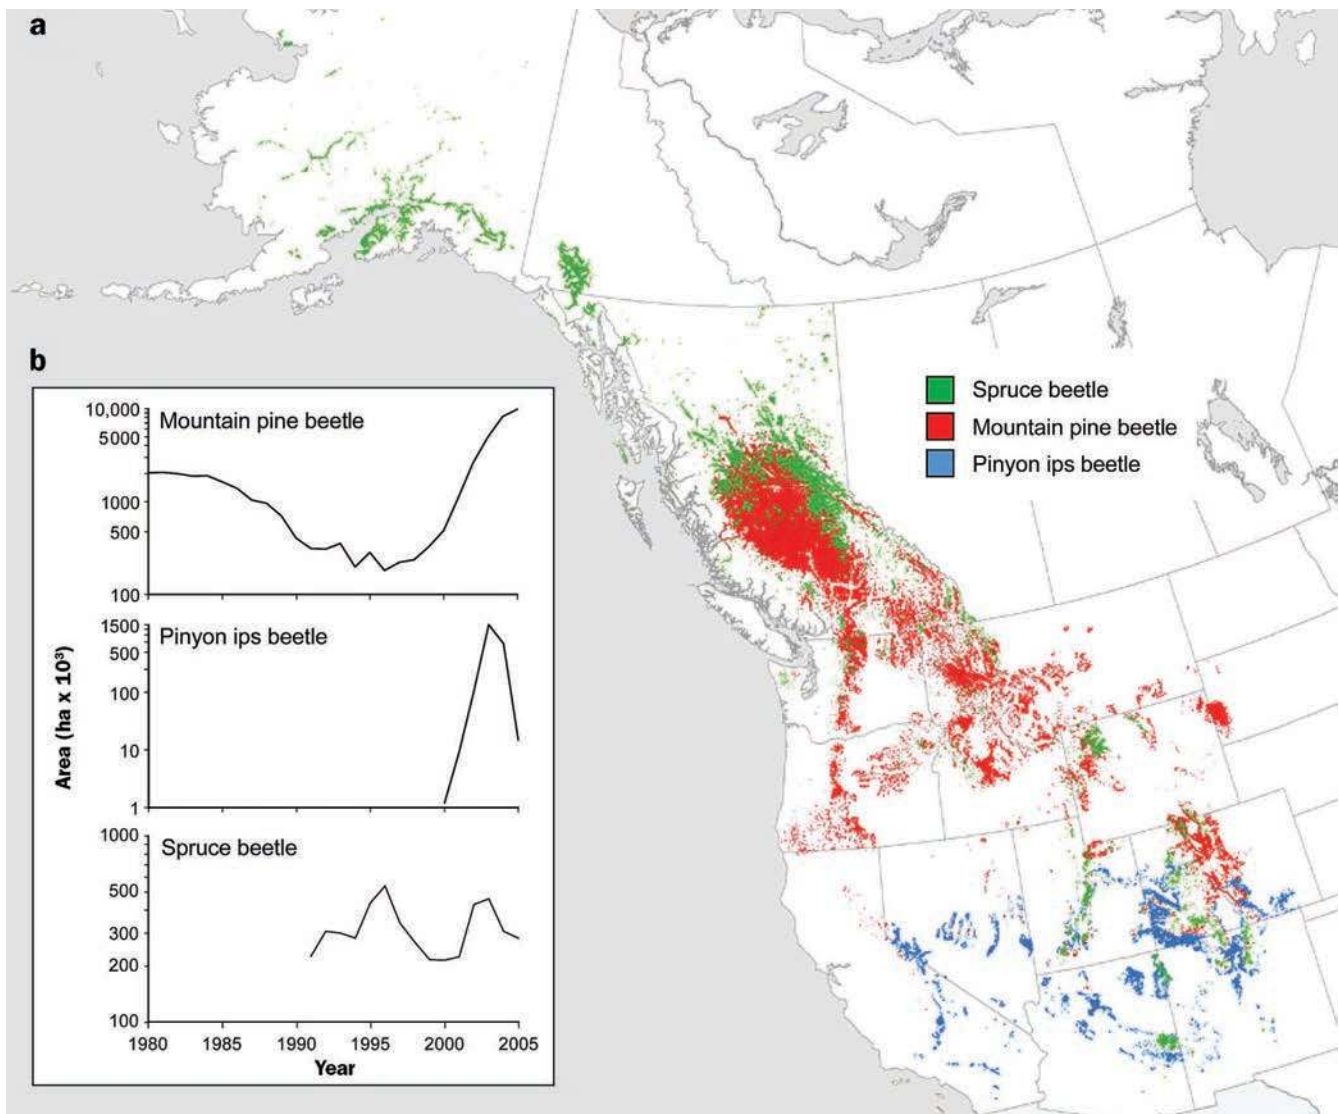 a
b
Spruce beetle
Mountain pine beetle
Pinyon ips beetle
Area (ha x 10³)
Mountain pine beetle
10,000
5000
1000
500
100
Pinyon ips beetle
1500
500
100
10
1
Spruce beetle
1000
500
300
200
100
1980 1985 1990 1995 2000 2005
Year